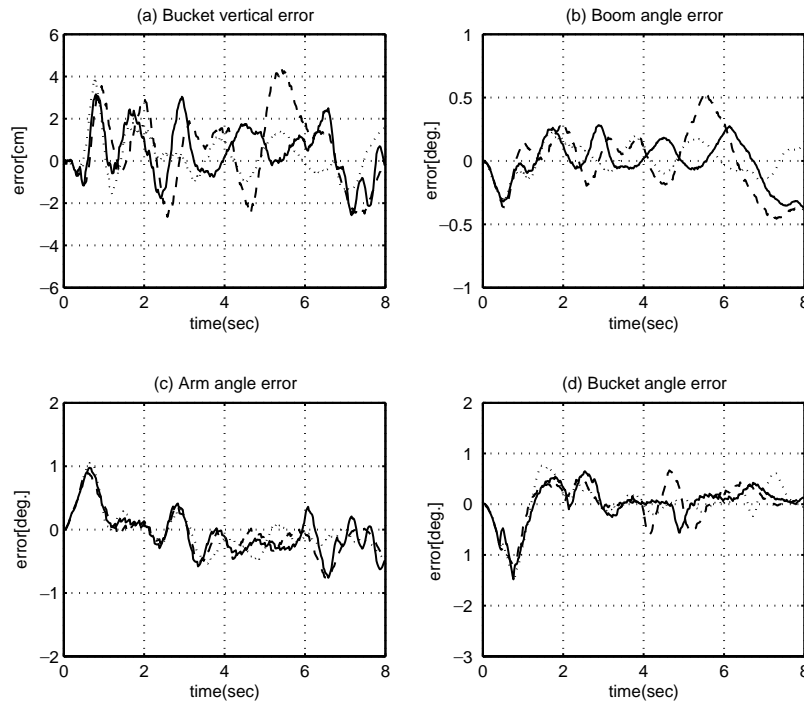 (a) Bucket vertical error
6
4
2
0
−2
−4
−6
error[cm]
0 2 4 6 8
time(sec)
(b) Boom angle error
1
0.5
0
−0.5
−1
error[deg.]
0 2 4 6 8
time(sec)
(c) Arm angle error
2
1
0
−1
−2
error[deg.]
0 2 4 6 8
time(sec)
(d) Bucket angle error
2
1
0
1
−2
−3
error[deg.]
0 2 4 6 8
time(sec)